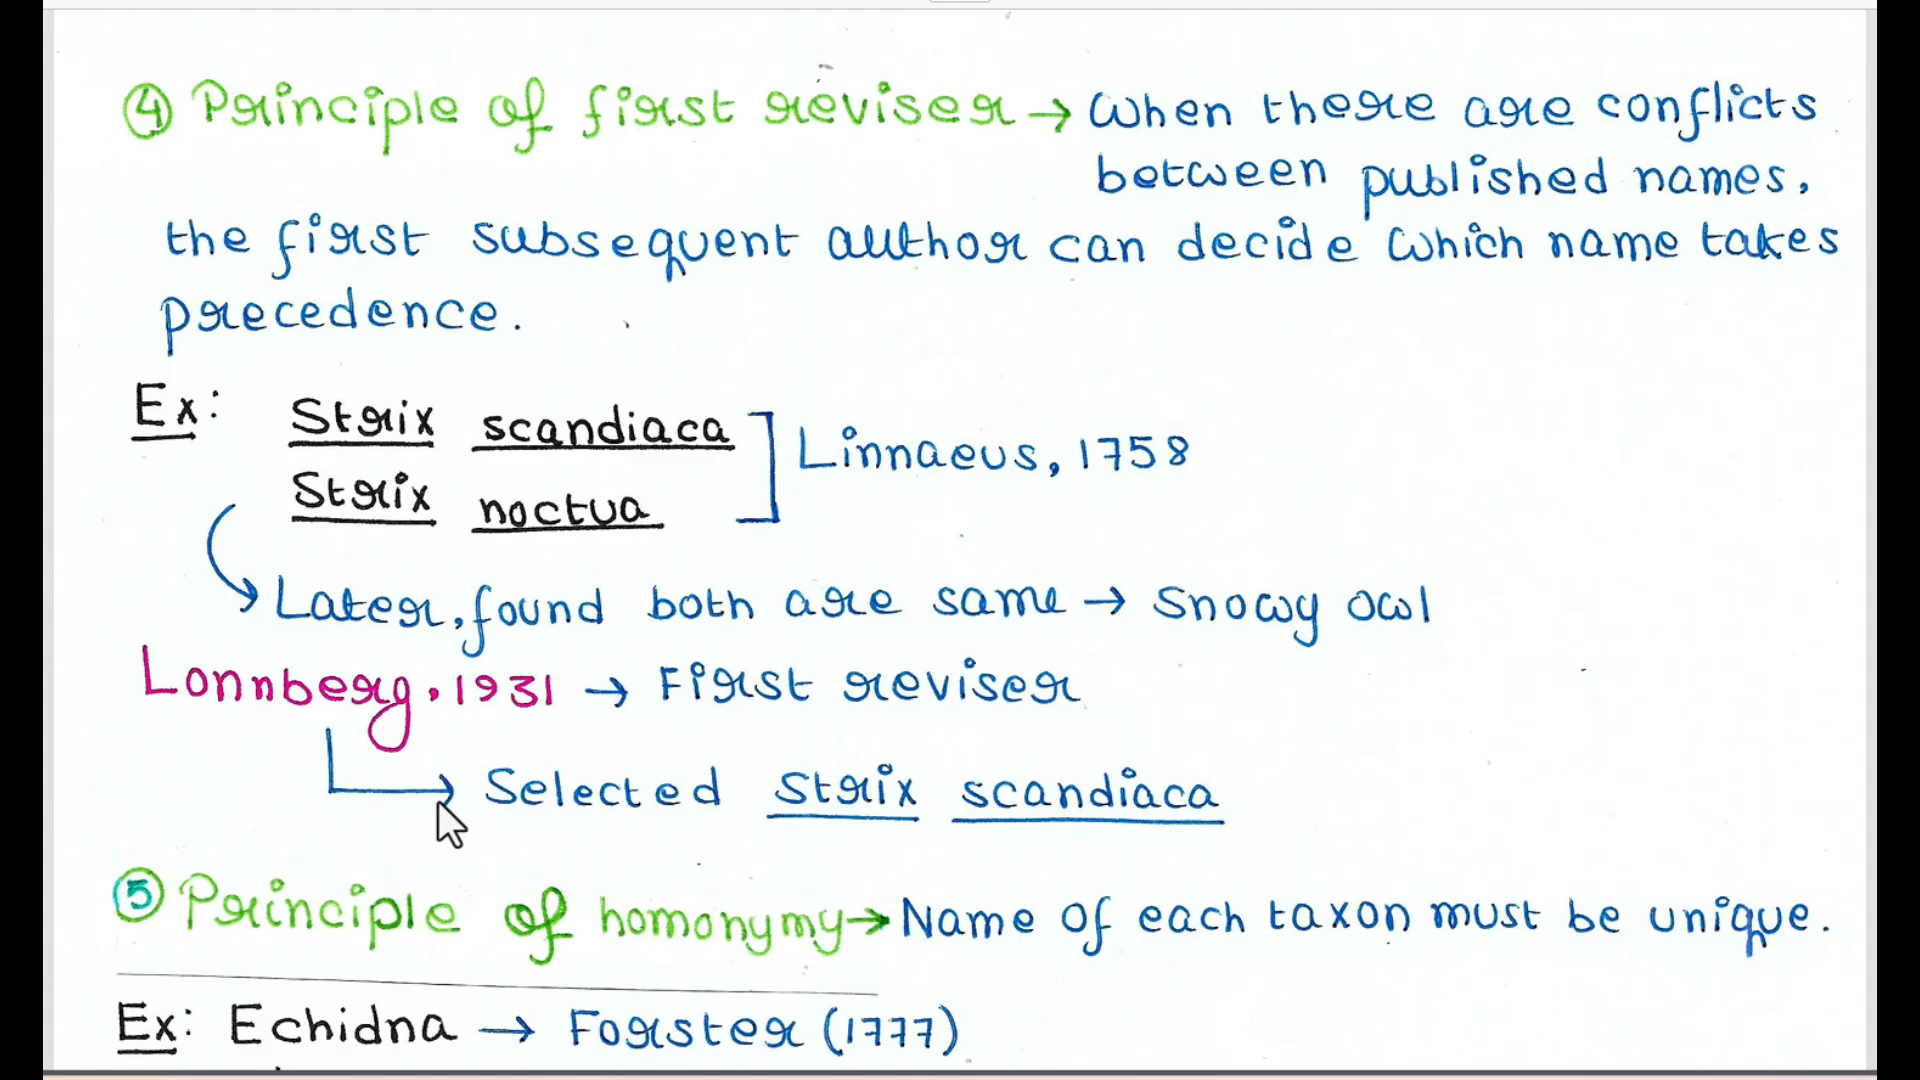 ④ Principle of first reviser → When there are conflicts
between published names,
the first subsequent author can decide which name takes
precedence.
Ex: Strix scandiaca
Strix noctua
] Linnaeus, 1758
Later, found both are same → Snowy owl
Lonnberg, 1931 → First reviser
Selected Strix scandiaca
⑤ Principle of homonymy → Name of each taxon must be unique.
Ex: Echidna → Forster (1777)